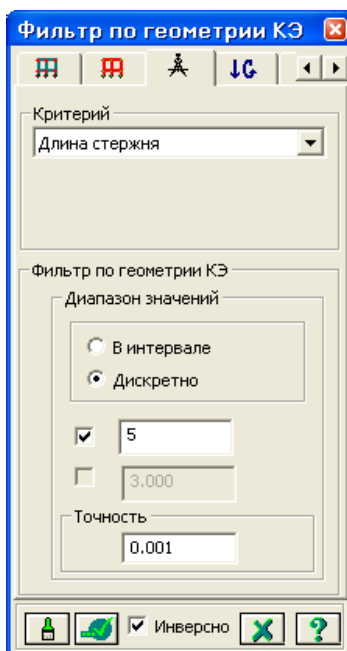 Фильтр по геометрии КЭ
Критерий
Длина стержня
Фильтр по геометрии КЭ
Диапазон значений
В интервале
Дискретно
5
3.000
Точность
0.001
Инверсно